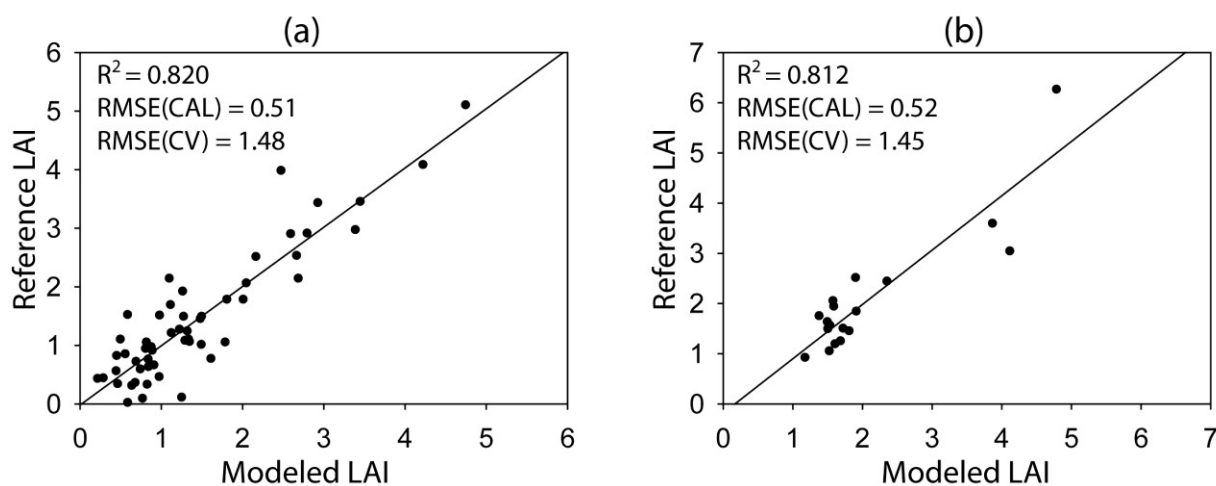 (a)
6
5
4
3
2
1
0
Reference LAI
R² = 0.820
RMSE(CAL) = 0.51
RMSE(CV) = 1.48
0 1 2 3 4 5 6
Modeled LAI
(b)
7
6
5
4
3
2
1
0
Reference LAI
R² = 0.812
RMSE(CAL) = 0.52
RMSE(CV) = 1.45
0 1 2 3 4 5 6 7
Modeled LAI